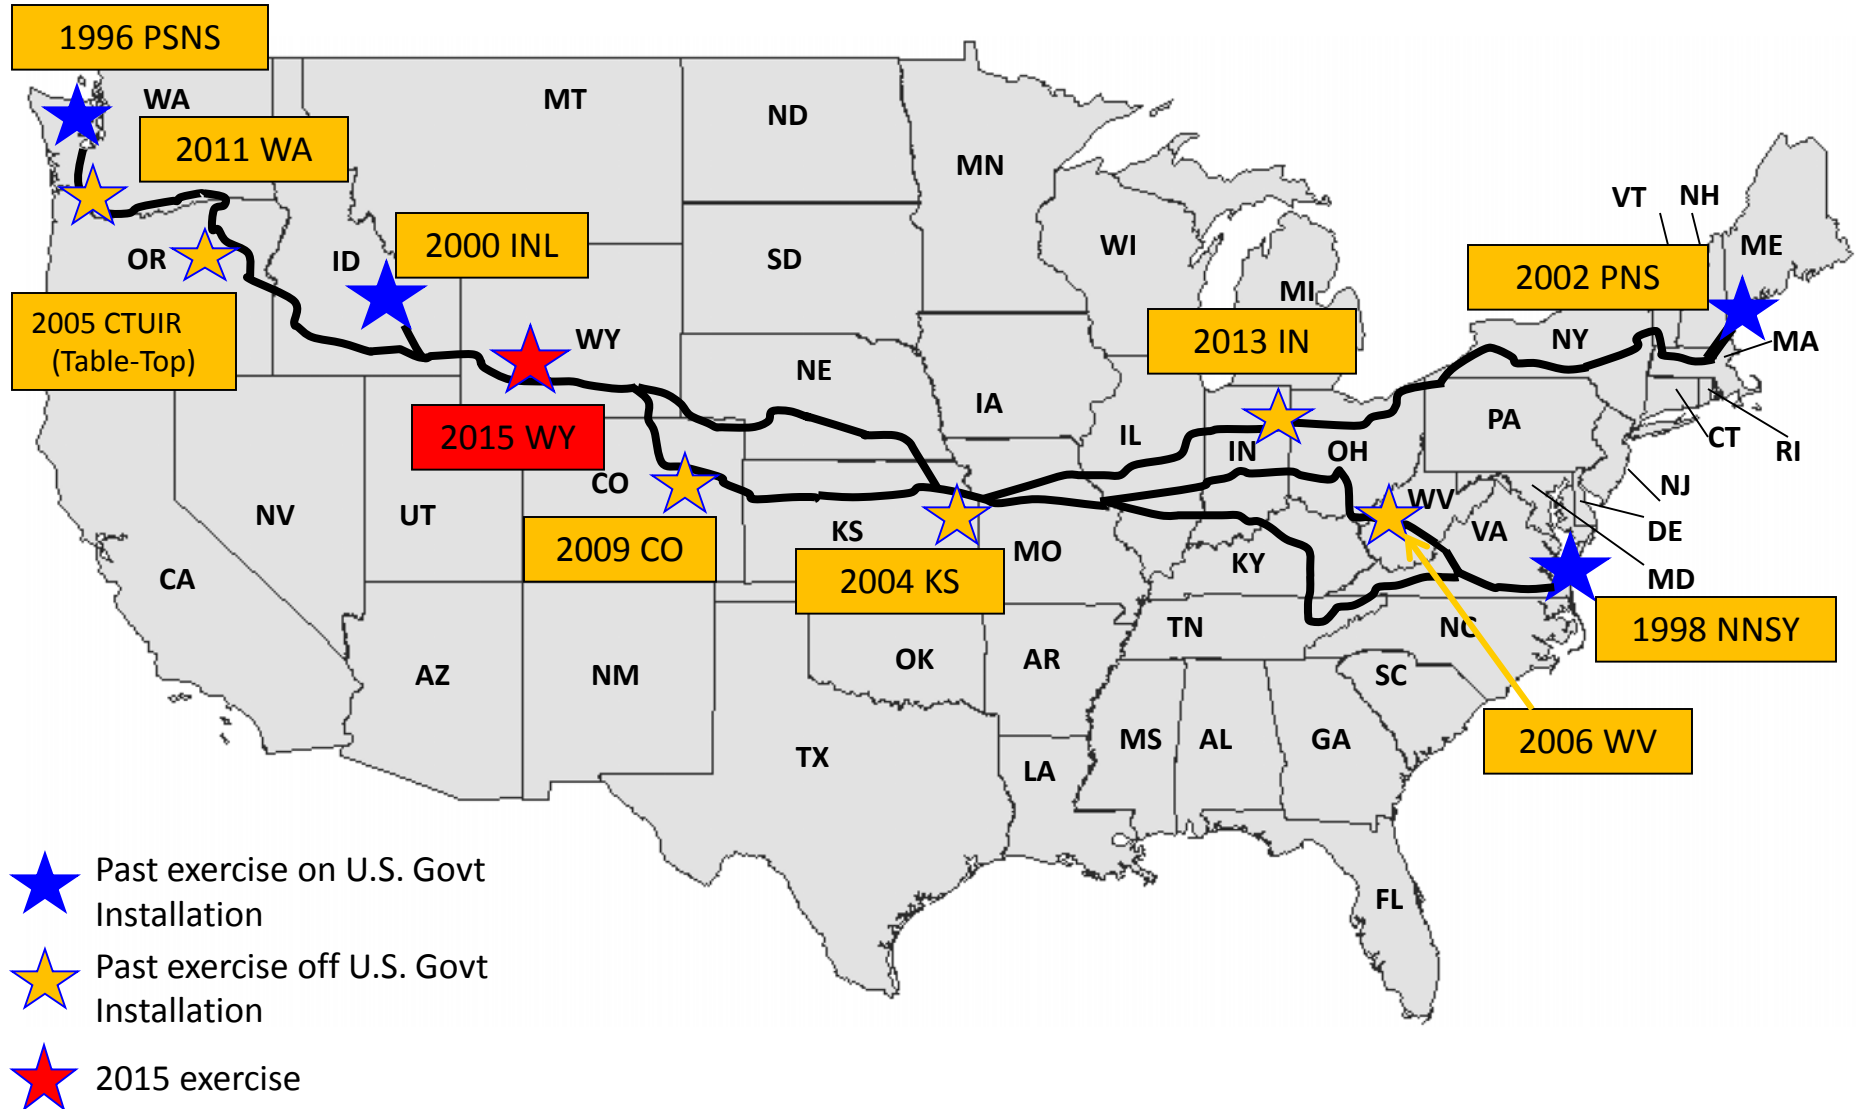 1996 PSNS
WA
MT
ND
MN
2011 WA
VT
NH
WI
ME
OR
ID
2000 INL
SD
MI
2002 PNS
2005 CTUIR
(Table-Top)
WY
2013 IN
NY
MA
NE
IA
PA
2015 WY
IL
IN
OH
CT
RI
CO
NV
UT
WV
NJ
KS
VA
DE
2009 CO
MO
KY
CA
2004 KS
MD
TN
NC
1998 NNSY
OK
AR
AZ
NM
SC
TX
MS
AL
GA
2006 WV
LA
FL
Past exercise on U.S. Govt
Installation
Past exercise off U.S. Govt
Installation
2015 exercise